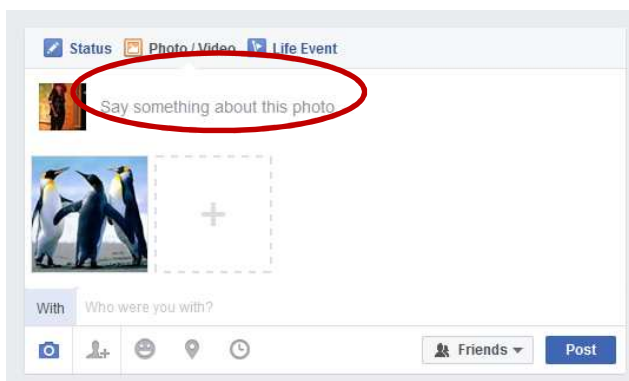 Status Photo / Video Life Event
Say something about this photo...
With Who were you with?
Friends Post